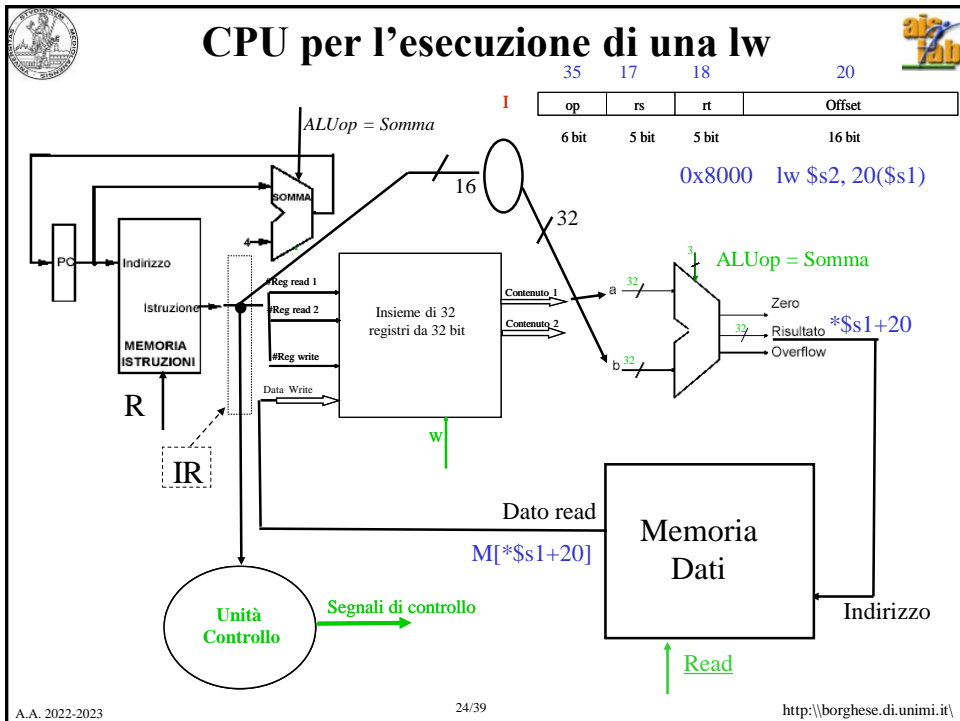 CPU per l'esecuzione di una lw
35 17 18 20
I op rs rt Offset
6 bit 5 bit 5 bit 16 bit
ALUop = Somma
0x8000 lw $s2, 20($s1)
16
SOMMA
32
4
PC
Indirizzo
Istruzione
MEMORIA
ISTRUZIONI
#Reg read 1
#Reg read 2
#Reg write
Data Write
Insieme di 32
registri da 32 bit
Contenuto 1
Contenuto 2
W
3
ALUop = Somma
a 32
b 32
Zero
32 Risultato *$s1+20
Overflow
R
IR
Dato read
M[*$s1+20]
Memoria
Dati
Indirizzo
Read
Unità
Controllo
Segnali di controllo
A.A. 2022-2023
24/39
http:\\borghese.di.unimi.it\